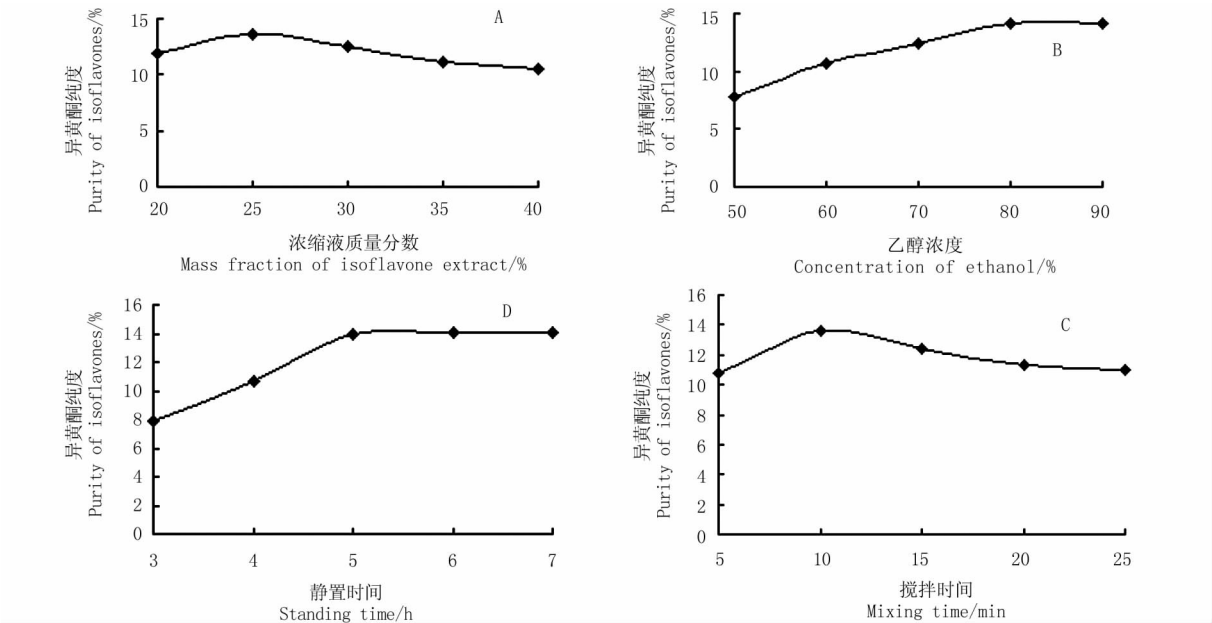 A
异黄酮纯度
Purity of isoflavones/%
15
10
5
0
20 25 30 35 40
浓缩液质量分数
Mass fraction of isoflavone extract/%
B
异黄酮纯度
Purity of isoflavones/%
15
10
5
0
50 60 70 80 90
乙醇浓度
Concentration of ethanol/%
D
异黄酮纯度
Purity of isoflavones/%
16
14
12
10
8
6
4
2
0
3 4 5 6 7
静置时间
Standing time/h
C
异黄酮纯度
Purity of isoflavones/%
16
14
12
10
8
6
4
2
0
5 10 15 20 25
搅拌时间
Mixing time/min